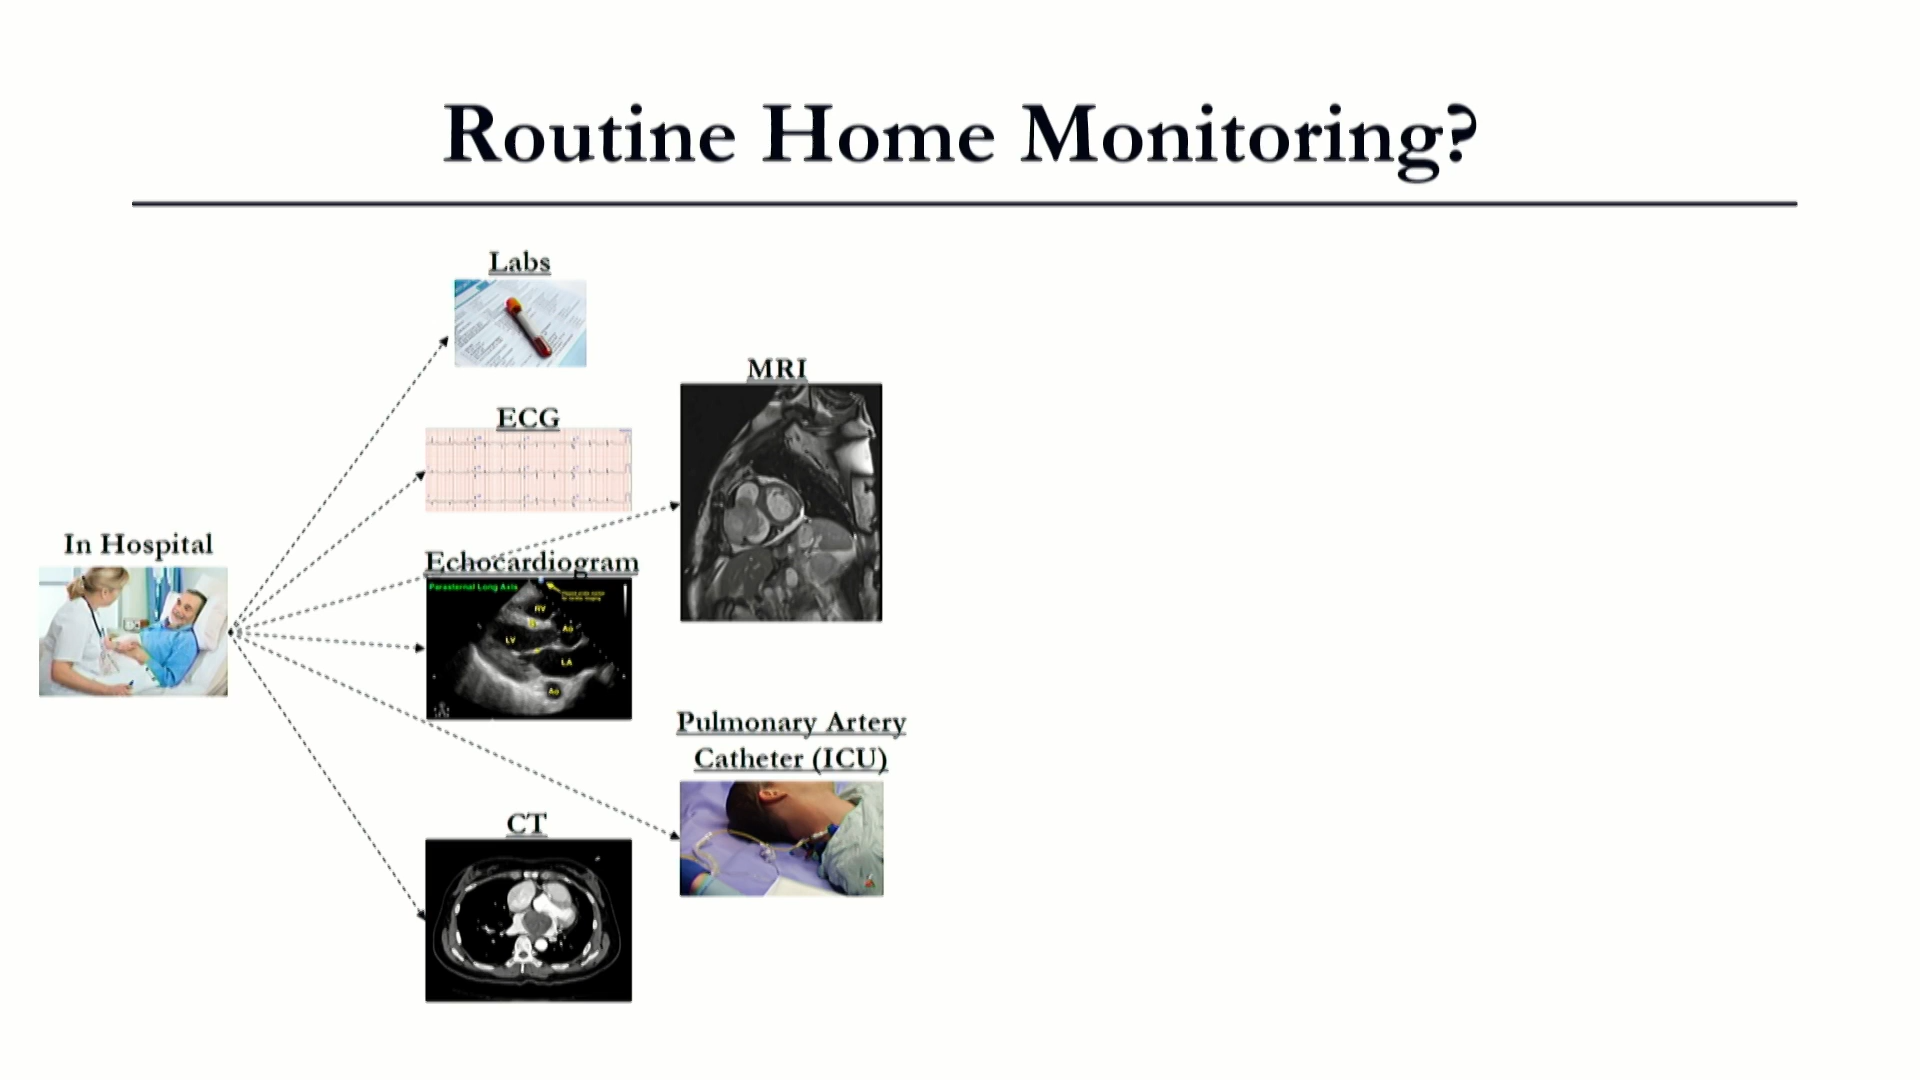 Routine Home Monitoring?
Labs
ECG
MRI
In Hospital
Echocardiogram
Parasternal Long Axis
RV
LV
Ao
LA
Ao
Pulmonary Artery
Catheter (ICU)
CT